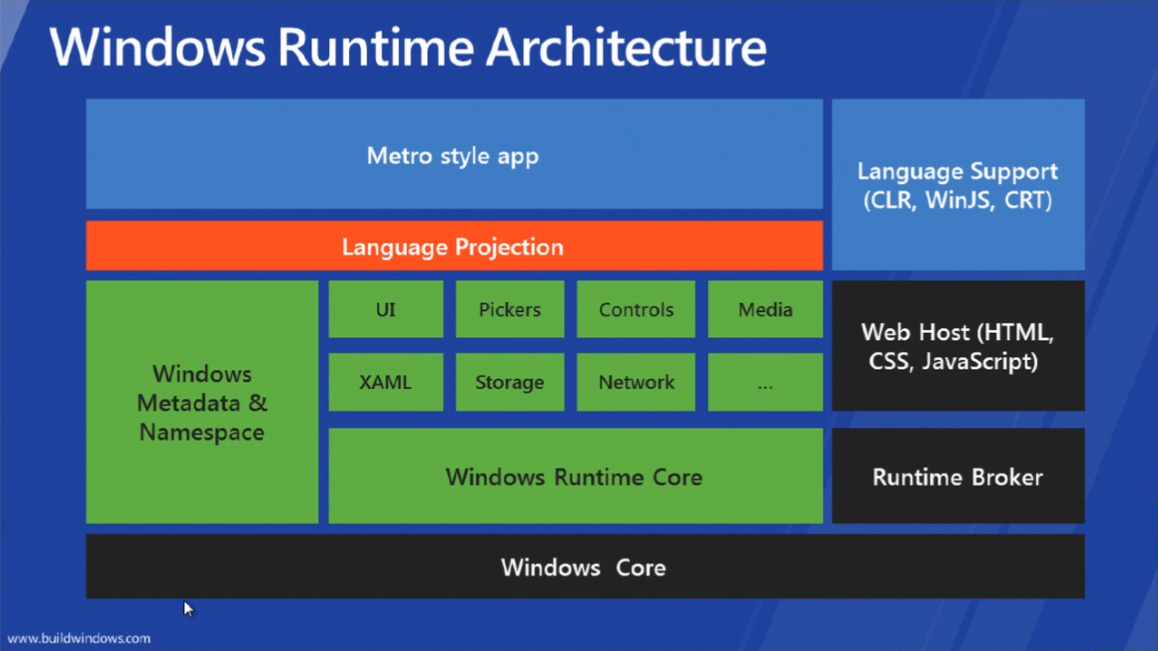 Windows Runtime Architecture
Metro style app
Language Support
(CLR, WinJS, CRT)
Language Projection
Windows
Metadata &
Namespace
UI
Pickers
Controls
Media
XAML
Storage
Network
...
Windows Runtime Core
Web Host (HTML,
CSS, JavaScript)
Runtime Broker
Windows Core
www.buildwindows.com